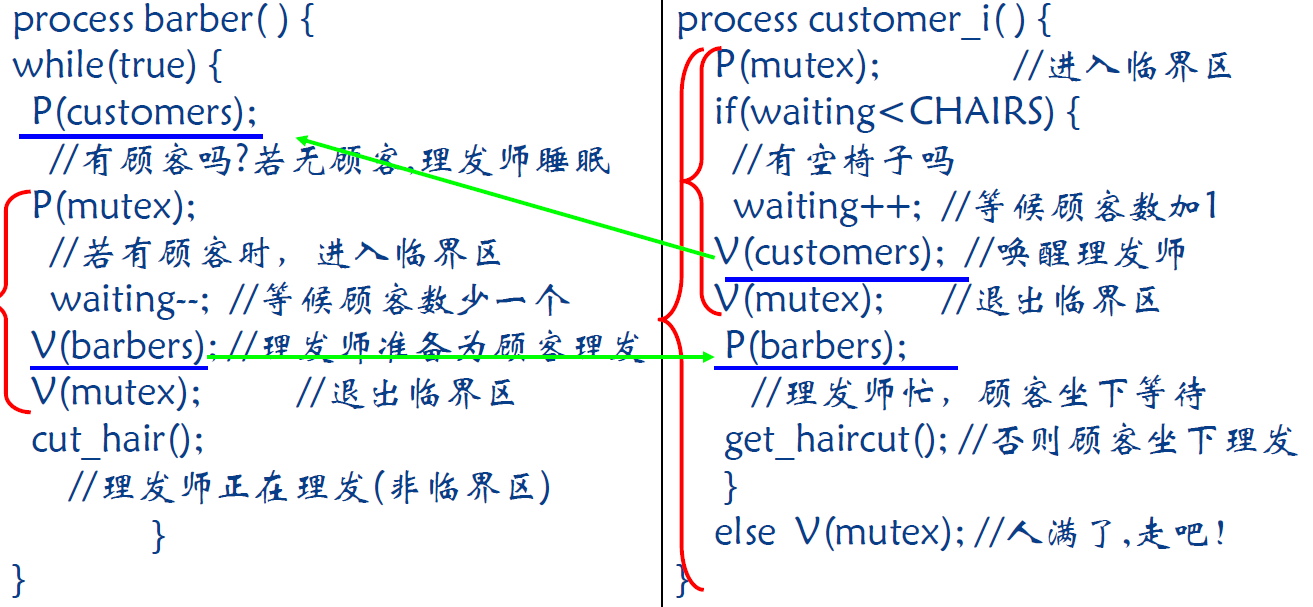 process barber( ) {
while(true) {
P(customers);
//有顾客吗?若无顾客,理发师睡眠
P(mutex);
//若有顾客时，进入临界区
waiting--; //等候顾客数少一个
V(barbers); //理发师准备为顾客理发
V(mutex); //退出临界区
cut_hair();
//理发师正在理发(非临界区)
}
}
process customer_i( ) {
P(mutex); //进入临界区
if(waiting<CHAIRS) {
//有空椅子吗
waiting++; //等候顾客数加1
V(customers); //唤醒理发师
V(mutex); //退出临界区
P(barbers);
//理发师忙，顾客坐下等待
get_haircut(); //否则顾客坐下理发
}
else V(mutex); //人满了,走吧!
}